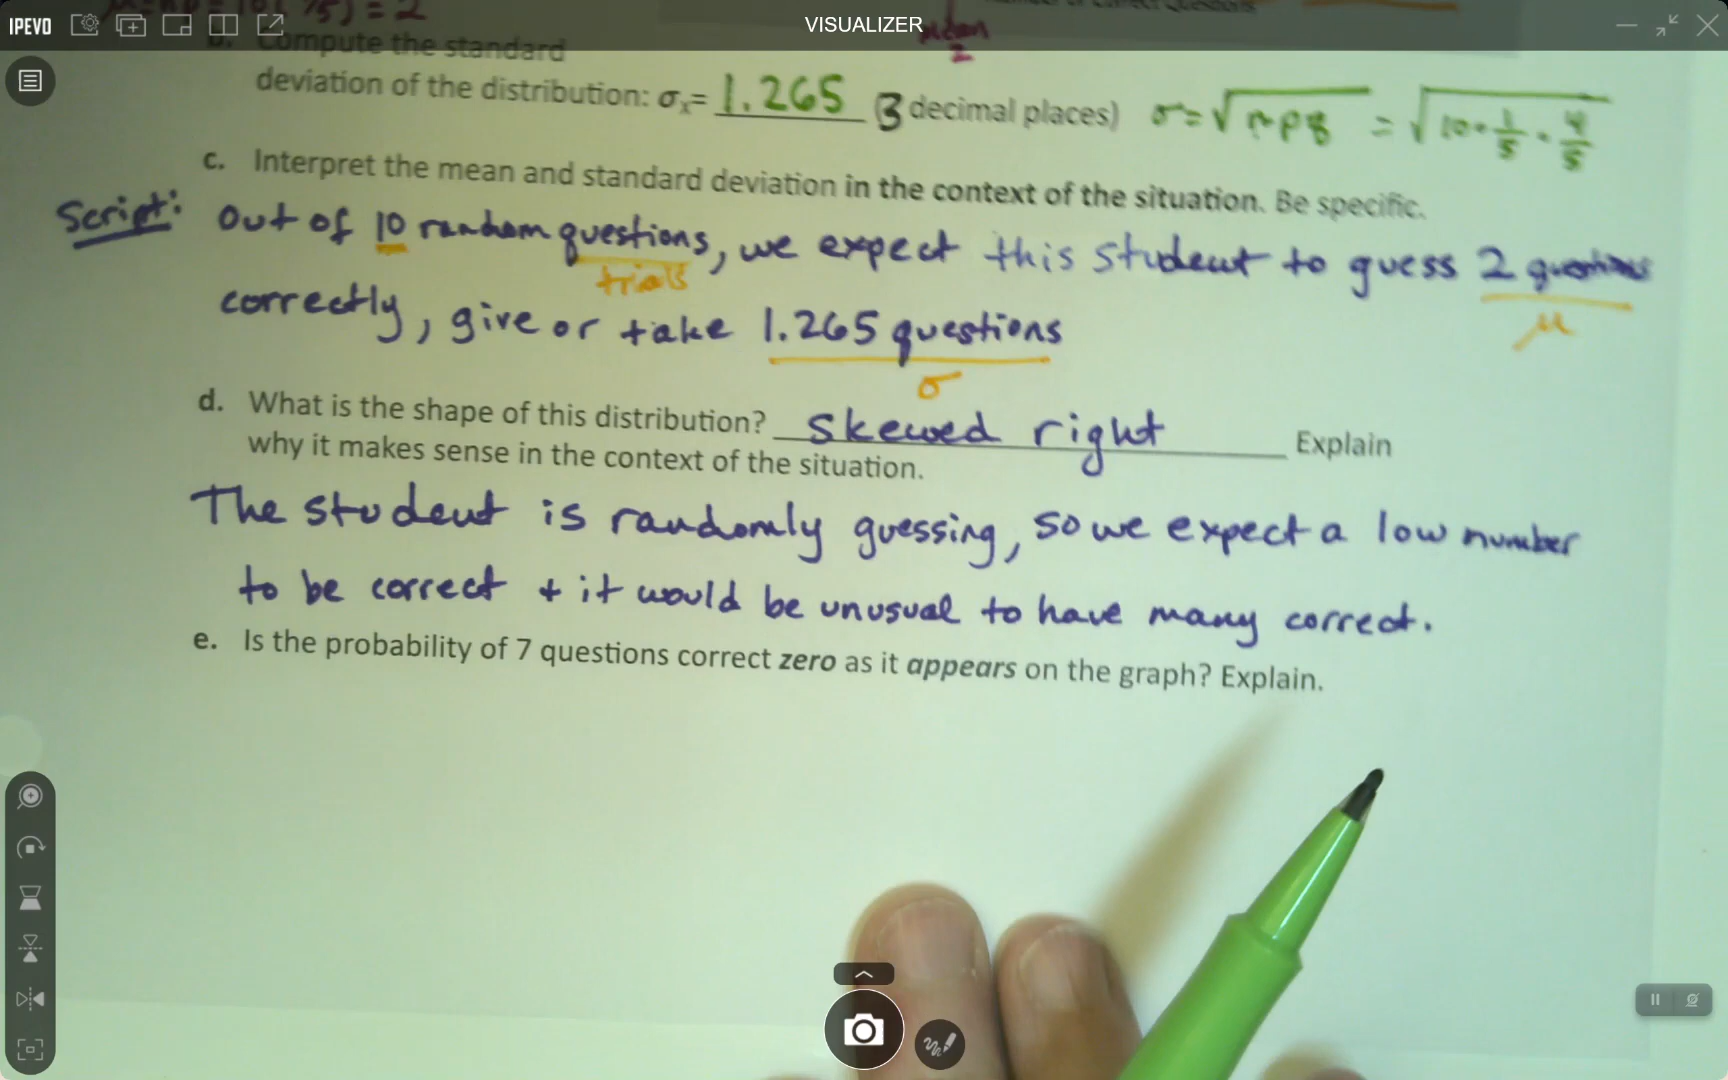 IPEVO
VISUALIZER
= 2
b. Compute the standard
deviation of the distribution: σₓ= 1.265 (3 decimal places) σ = √npq = √10·1/5·4/5
c. Interpret the mean and standard deviation in the context of the situation. Be specific.
Script: Out of 10 random questions, we expect this student to guess 2 questions
trials
μ
correctly, give or take 1.265 questions
σ
d. What is the shape of this distribution? skewed right Explain
why it makes sense in the context of the situation.
The student is randomly guessing, so we expect a low number
to be correct + it would be unusual to have many correct.
e. Is the probability of 7 questions correct zero as it appears on the graph? Explain.